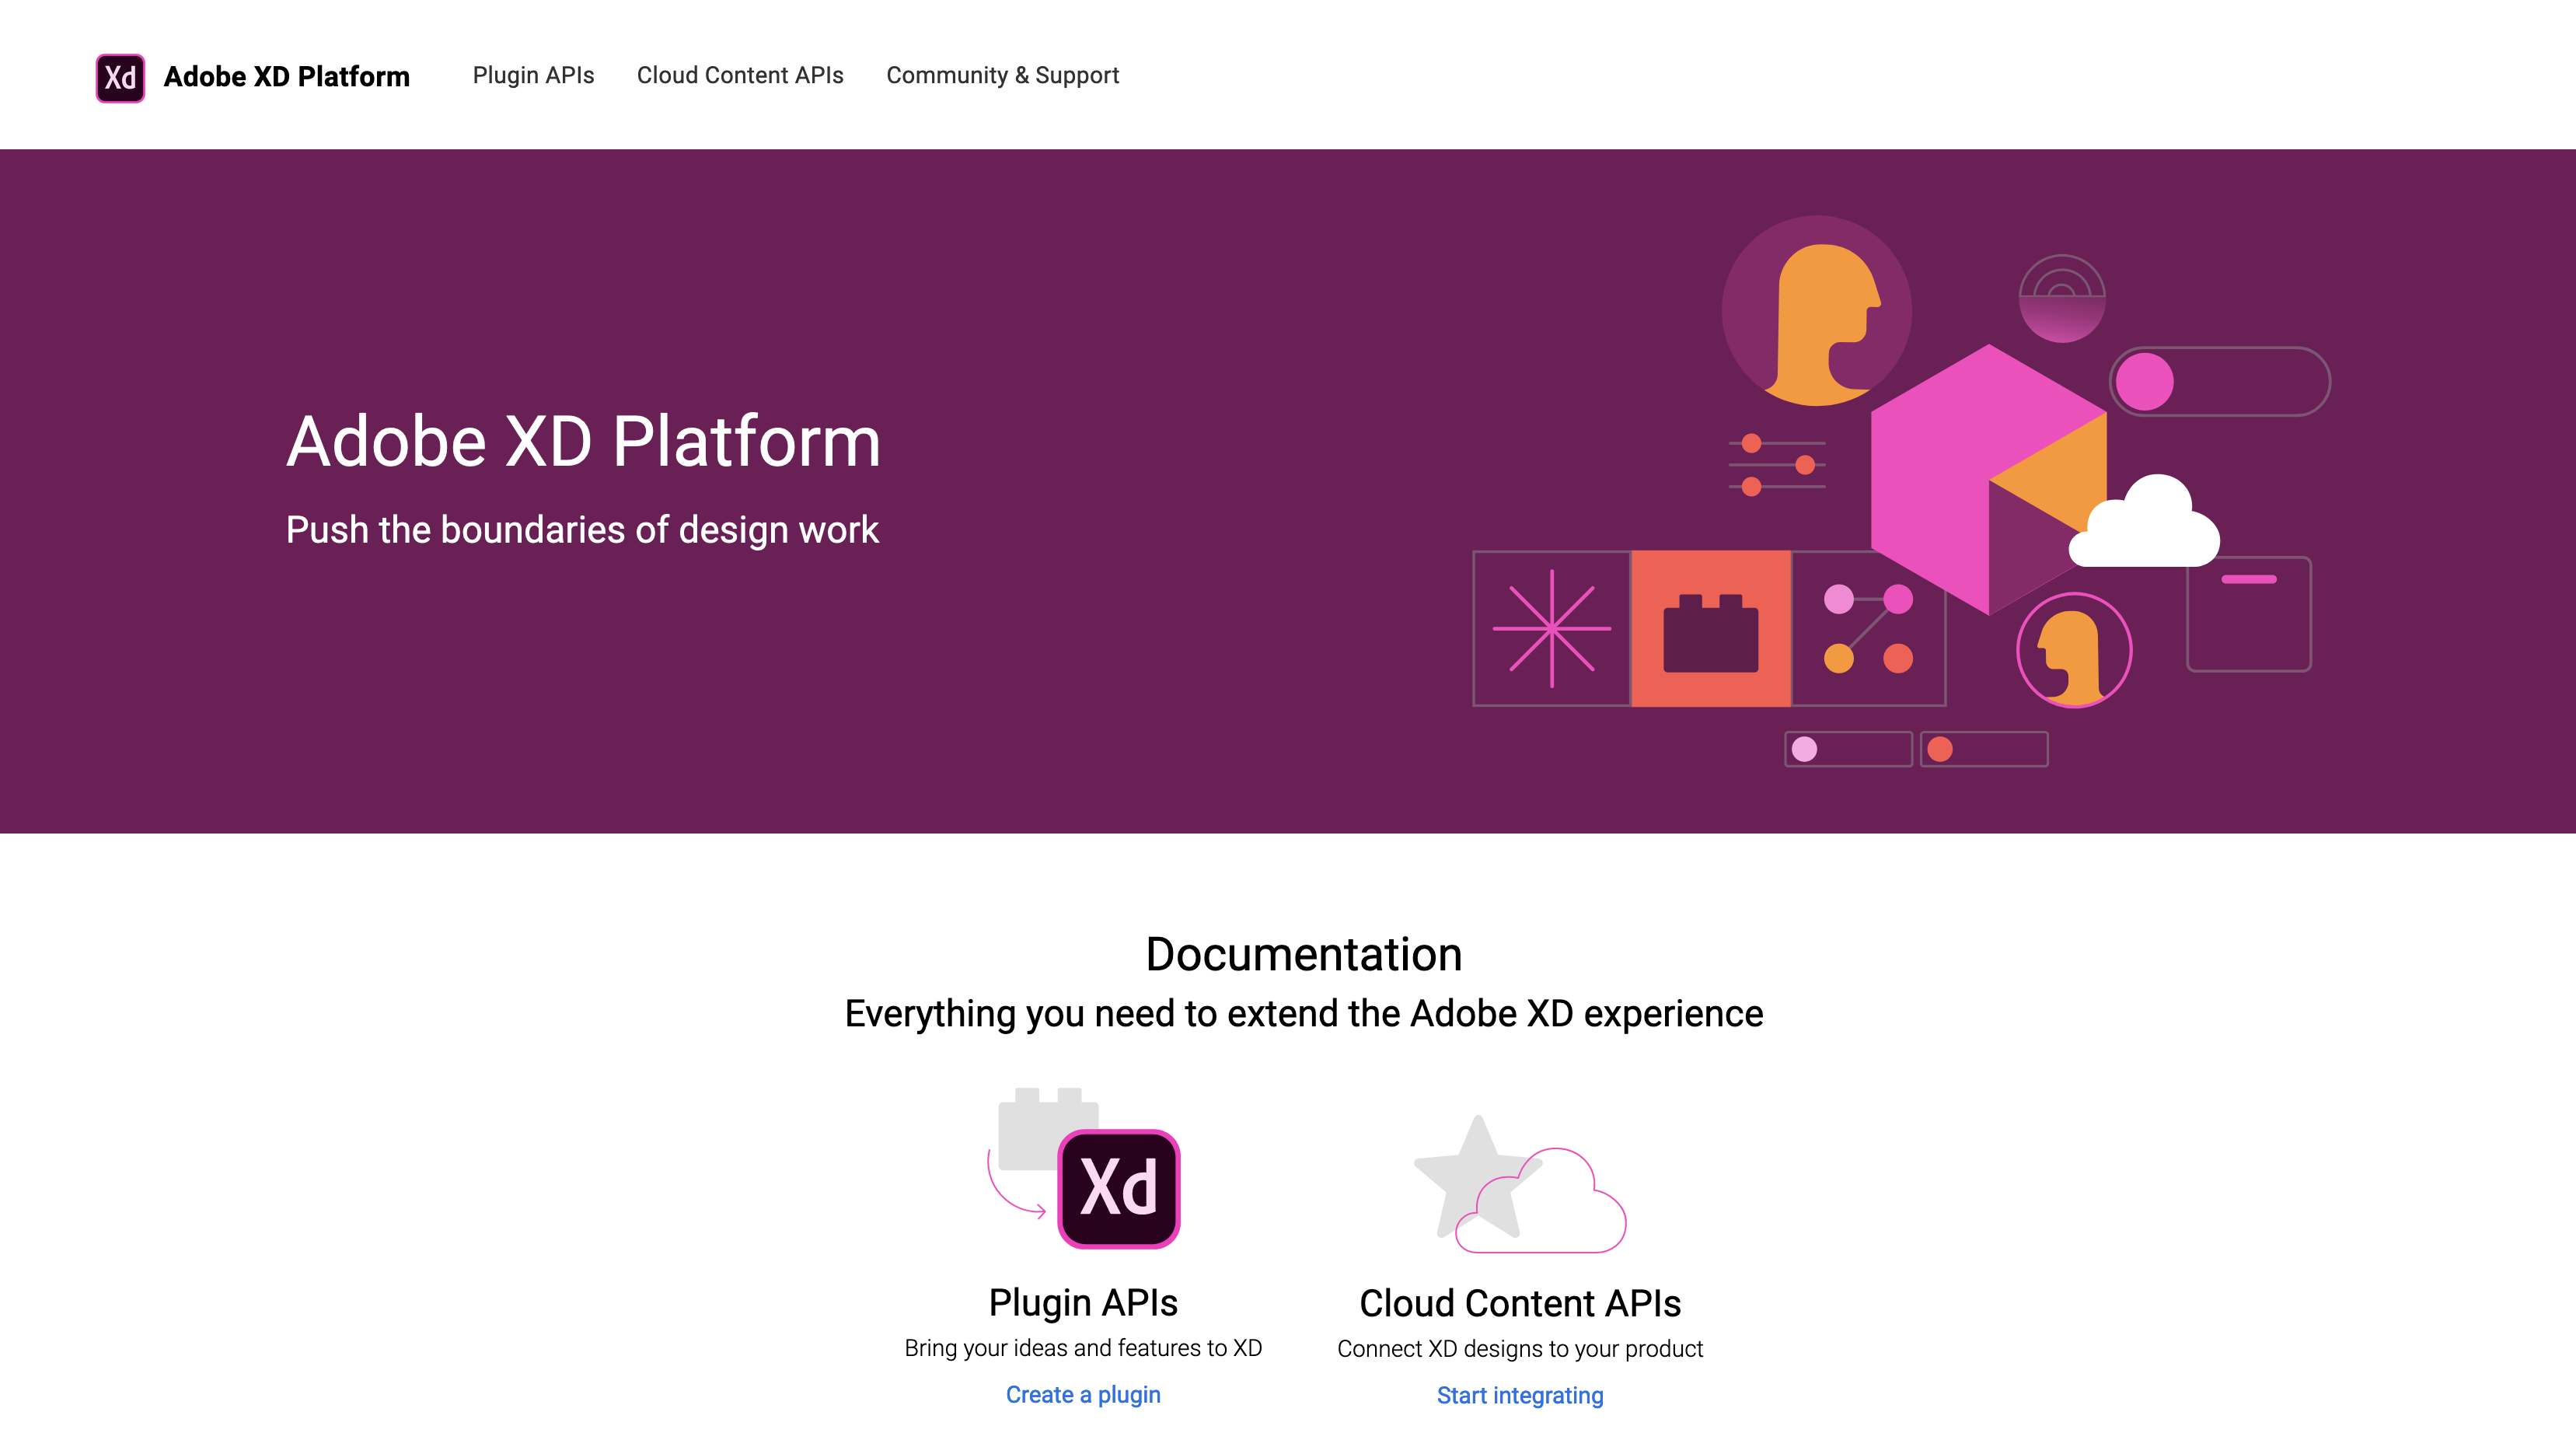 Xd Adobe XD Platform Plugin APIs Cloud Content APIs Community & Support
Adobe XD Platform
Push the boundaries of design work
Documentation
Everything you need to extend the Adobe XD experience
Xd
Plugin APIs
Bring your ideas and features to XD
Create a plugin
Cloud Content APIs
Connect XD designs to your product
Start integrating